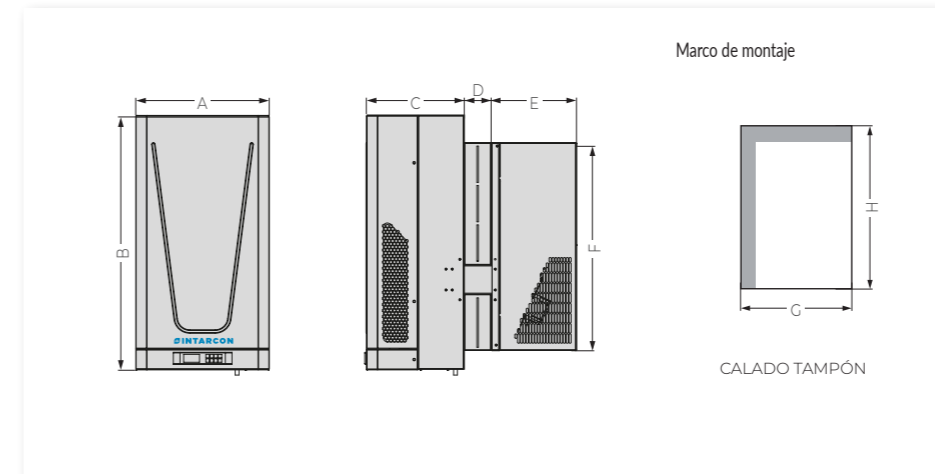 Marco de montaje
A
C
D
E
B
F
H
G
INTARCON
CALADO TAMPÓN